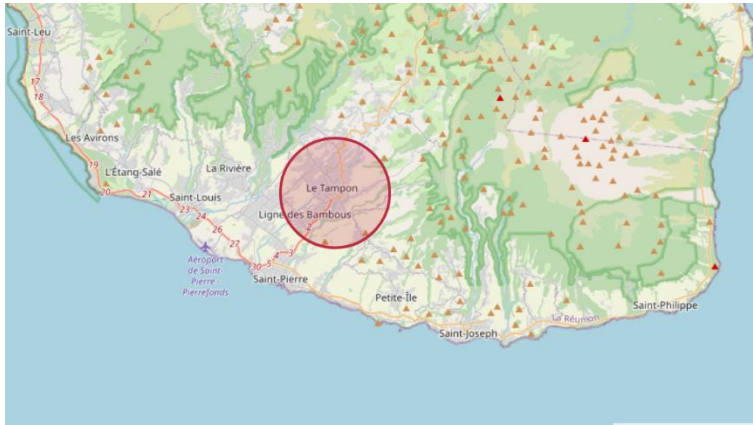 Saint-Leu
17
18
Les Avirons
19
20
L'Étang-Salé
21
La Rivière
Saint-Louis
23
24
26
27
Le Tampon
Ligne des Bambous
2
Aéroport
de Saint
Pierre -
Pierrefonds
30
5
4
3
Saint-Pierre
Petite-Île
Saint-Joseph
Saint-Philippe
La Réunion